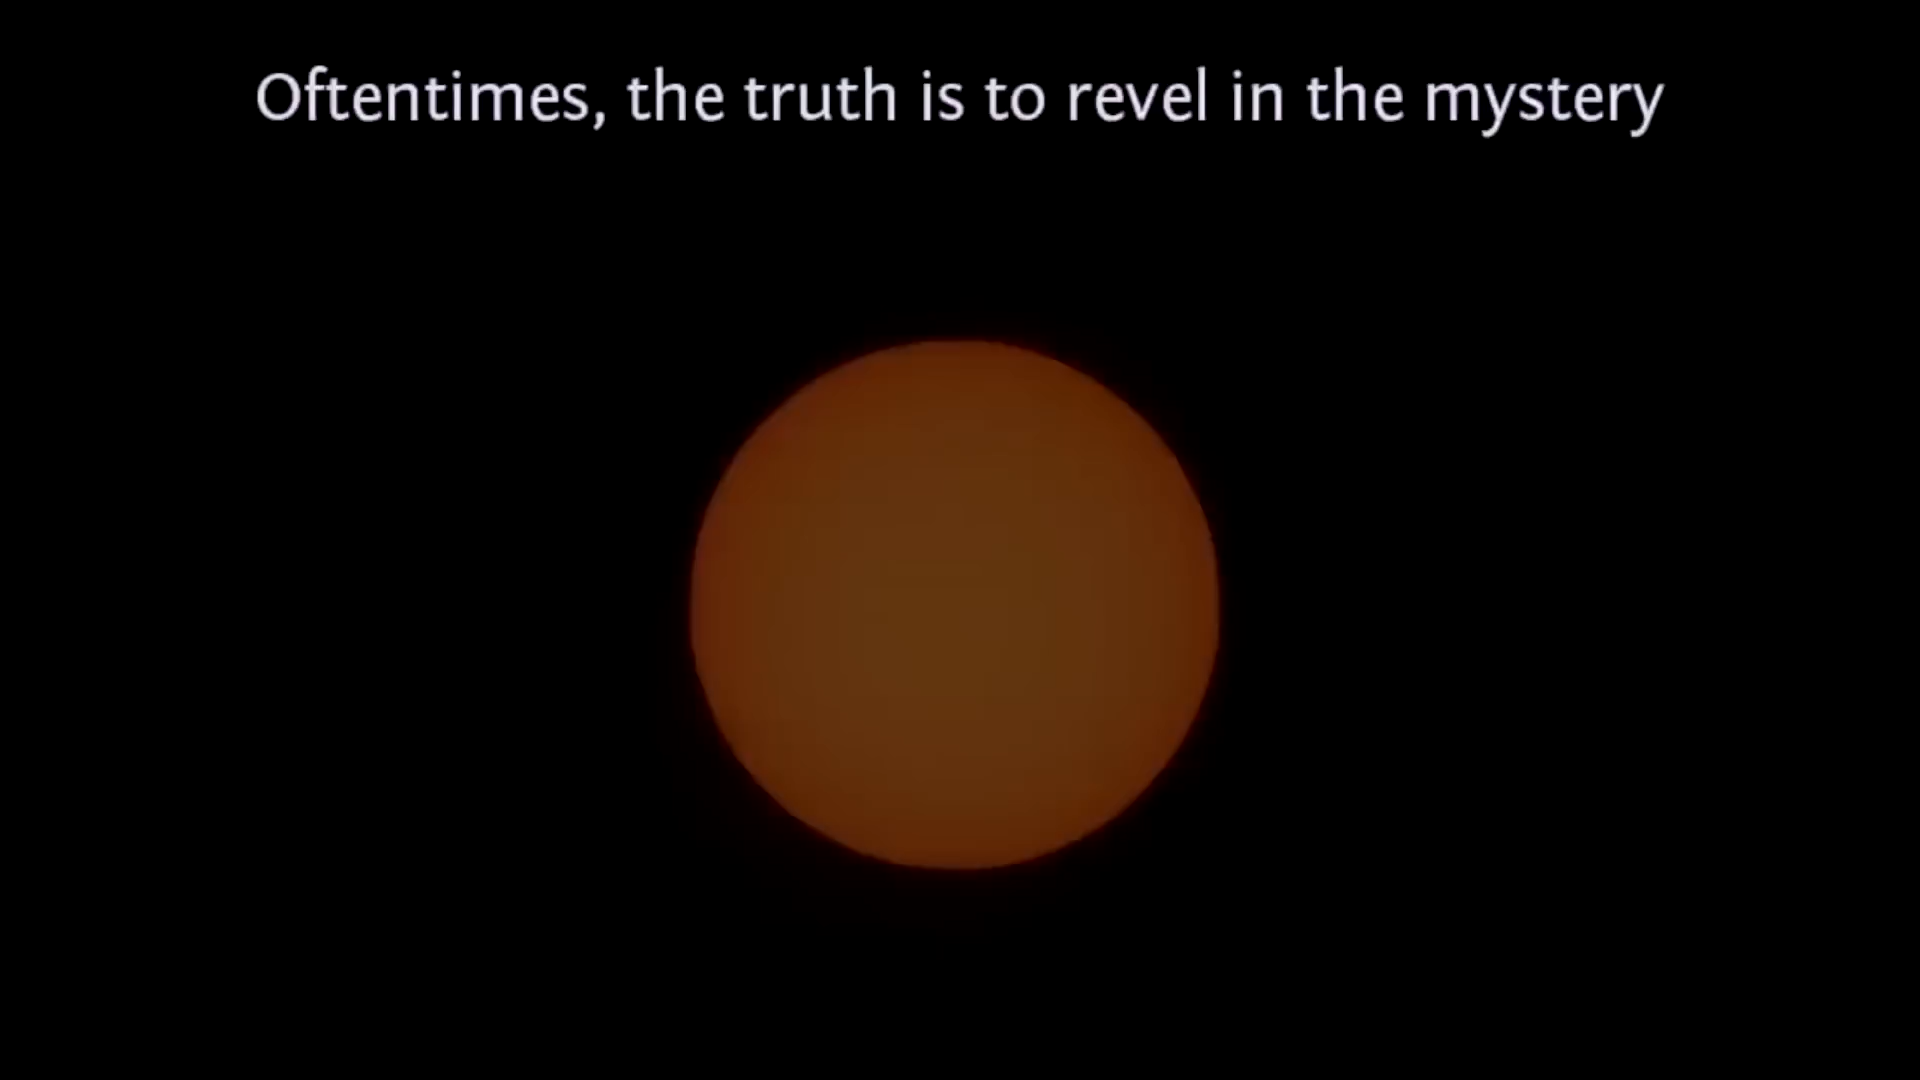 Oftentimes, the truth is to revel in the mystery